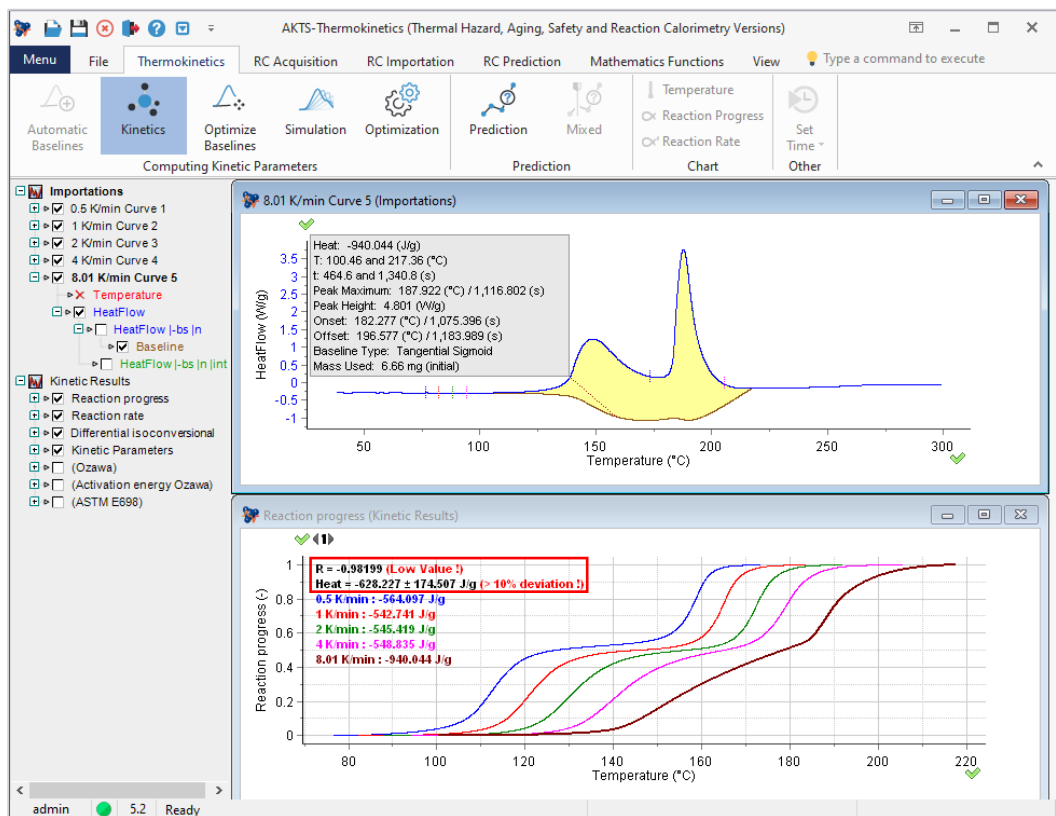 AKTS-Thermokinetics (Thermal Hazard, Aging, Safety and Reaction Calorimetry Versions)
Menu File Thermokinetics RC Acquisition RC Importation RC Prediction Mathematics Functions View Type a command to execute
Automatic Baselines
Kinetics
Optimize Baselines
Simulation
Optimization
Prediction
Mixed
Temperature
Reaction Progress
Reaction Rate
Set Time
Computing Kinetic Parameters Prediction Chart Other
Importations
0.5 K/min Curve 1
1 K/min Curve 2
2 K/min Curve 3
4 K/min Curve 4
8.01 K/min Curve 5
Temperature
HeatFlow
HeatFlow |-bs |n
Baseline
HeatFlow |-bs |n |int
Kinetic Results
Reaction progress
Reaction rate
Differential isoconversional
Kinetic Parameters
(Ozawa)
(Activation energy Ozawa)
(ASTM E698)
8.01 K/min Curve 5 (Importations)
Heat: -940.044 (J/g)
T: 100.46 and 217.36 (°C)
t: 464.6 and 1,340.8 (s)
Peak Maximum: 187.922 (°C) / 1,116.802 (s)
Peak Height: 4.801 (W/g)
Onset: 182.277 (°C) / 1,075.396 (s)
Offset: 196.577 (°C) / 1,183.989 (s)
Baseline Type: Tangential Sigmoid
Mass Used: 6.66 mg (initial)
HeatFlow (W/g)
3.5
3
2.5
2
1.5
1
0.5
0
-0.5
-1
50 100 150 200 250 300
Temperature (°C)
Reaction progress (Kinetic Results)
1
R = -0.98199 (Low Value !)
Heat = -628.227 ± 174.507 J/g (> 10% deviation !)
0.5 K/min : -564.097 J/g
1 K/min : -542.741 J/g
2 K/min : -545.419 J/g
4 K/min : -548.835 J/g
8.01 K/min : -940.044 J/g
Reaction progress (-)
1
0.8
0.6
0.4
0.2
0
80 100 120 140 160 180 200 220
Temperature (°C)
admin 5.2 Ready